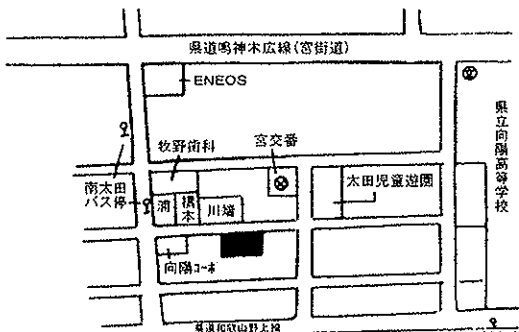 県道鳴神木広線(宮街道)
ENEOS
牧野歯科
宮交番
南太田
バス停
浦
橋本
川端
太田児童遊園
県立向陽高等学校
向陽コーポ
県道和歌山野上線